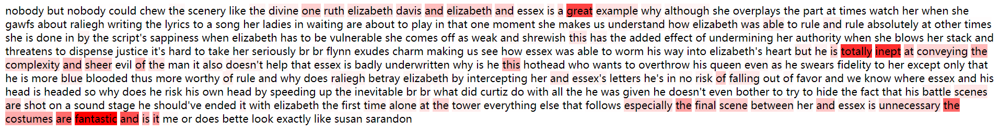 nobody but nobody could chew the scenery like the divine one ruth elizabeth davis and elizabeth and essex is a great example why although she overplays the part at times watch her when she
gawfs about raliegh writing the lyrics to a song her ladies in waiting are about to play in that one moment she makes us understand how elizabeth was able to rule and rule absolutely at other times
she is done in by the script's sappiness when elizabeth has to be vulnerable she comes off as weak and shrewish this has the added effect of undermining her authority when she blows her stack and
threatens to dispense justice it's hard to take her seriously br br flynn exudes charm making us see how essex was able to worm his way into elizabeth's heart but he is totally inept at conveying the
complexity and sheer evil of the man it also doesn't help that essex is badly underwritten why is he this hothead who wants to overthrow his queen even as he swears fidelity to her except only that
he is more blue blooded thus more worthy of rule and why does raliegh betray elizabeth by intercepting her and essex's letters he's in no risk of falling out of favor and we know where essex and his
head is headed so why does he risk his own head by speeding up the inevitable br br what did curtiz do with all the he was given he doesn't even bother to try to hide the fact that his battle scenes
are shot on a sound stage he should've ended it with elizabeth the first time alone at the tower everything else that follows especially the final scene between her and essex is unnecessary the
costumes are fantastic and is it me or does bette look exactly like susan sarandon